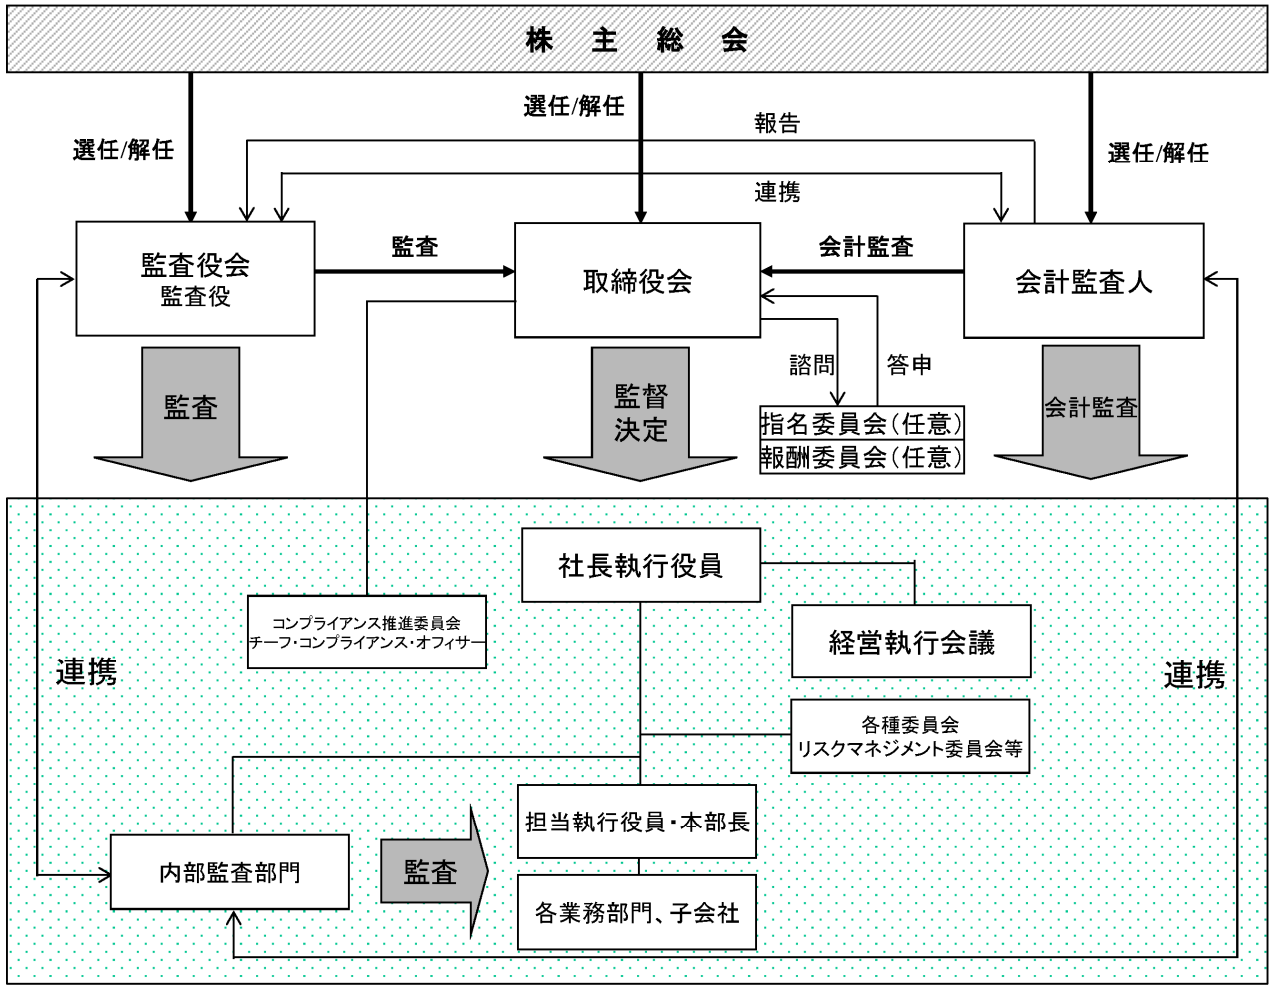 株主総会
選任/解任
選任/解任
選任/解任
報告
連携
監査役会
監査役
監査
取締役会
会計監査
会計監査人
諮問
答申
指名委員会（任意）
報酬委員会（任意）
監査
監督
決定
会計監査
社長執行役員
コンプライアンス推進委員会
チーフ・コンプライアンス・オフィサー
経営執行会議
連携
連携
各種委員会
リスクマネジメント委員会等
担当執行役員・本部長
内部監査部門
監査
各業務部門、子会社